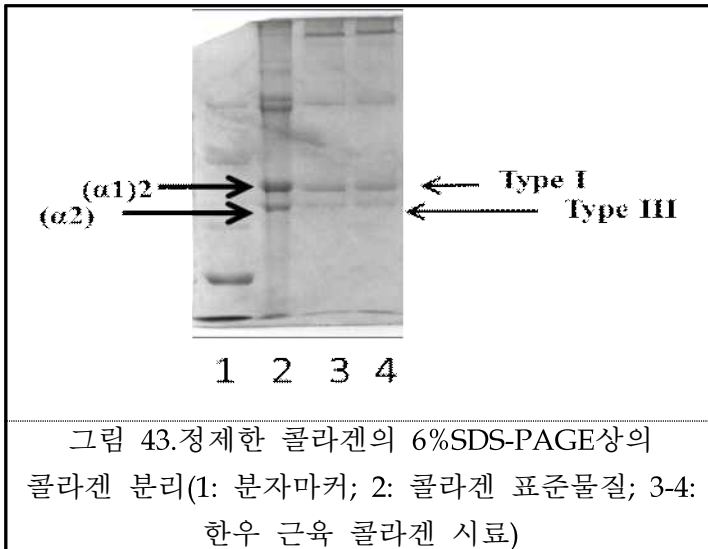 (α1)2
Type I
(α2)
Type III
1 2 3 4
그림 43.정제한 콜라겐의 6%SDS-PAGE상의
콜라겐 분리(1: 분자마커; 2: 콜라겐 표준물질; 3-4:
한우 근육 콜라겐 시료)